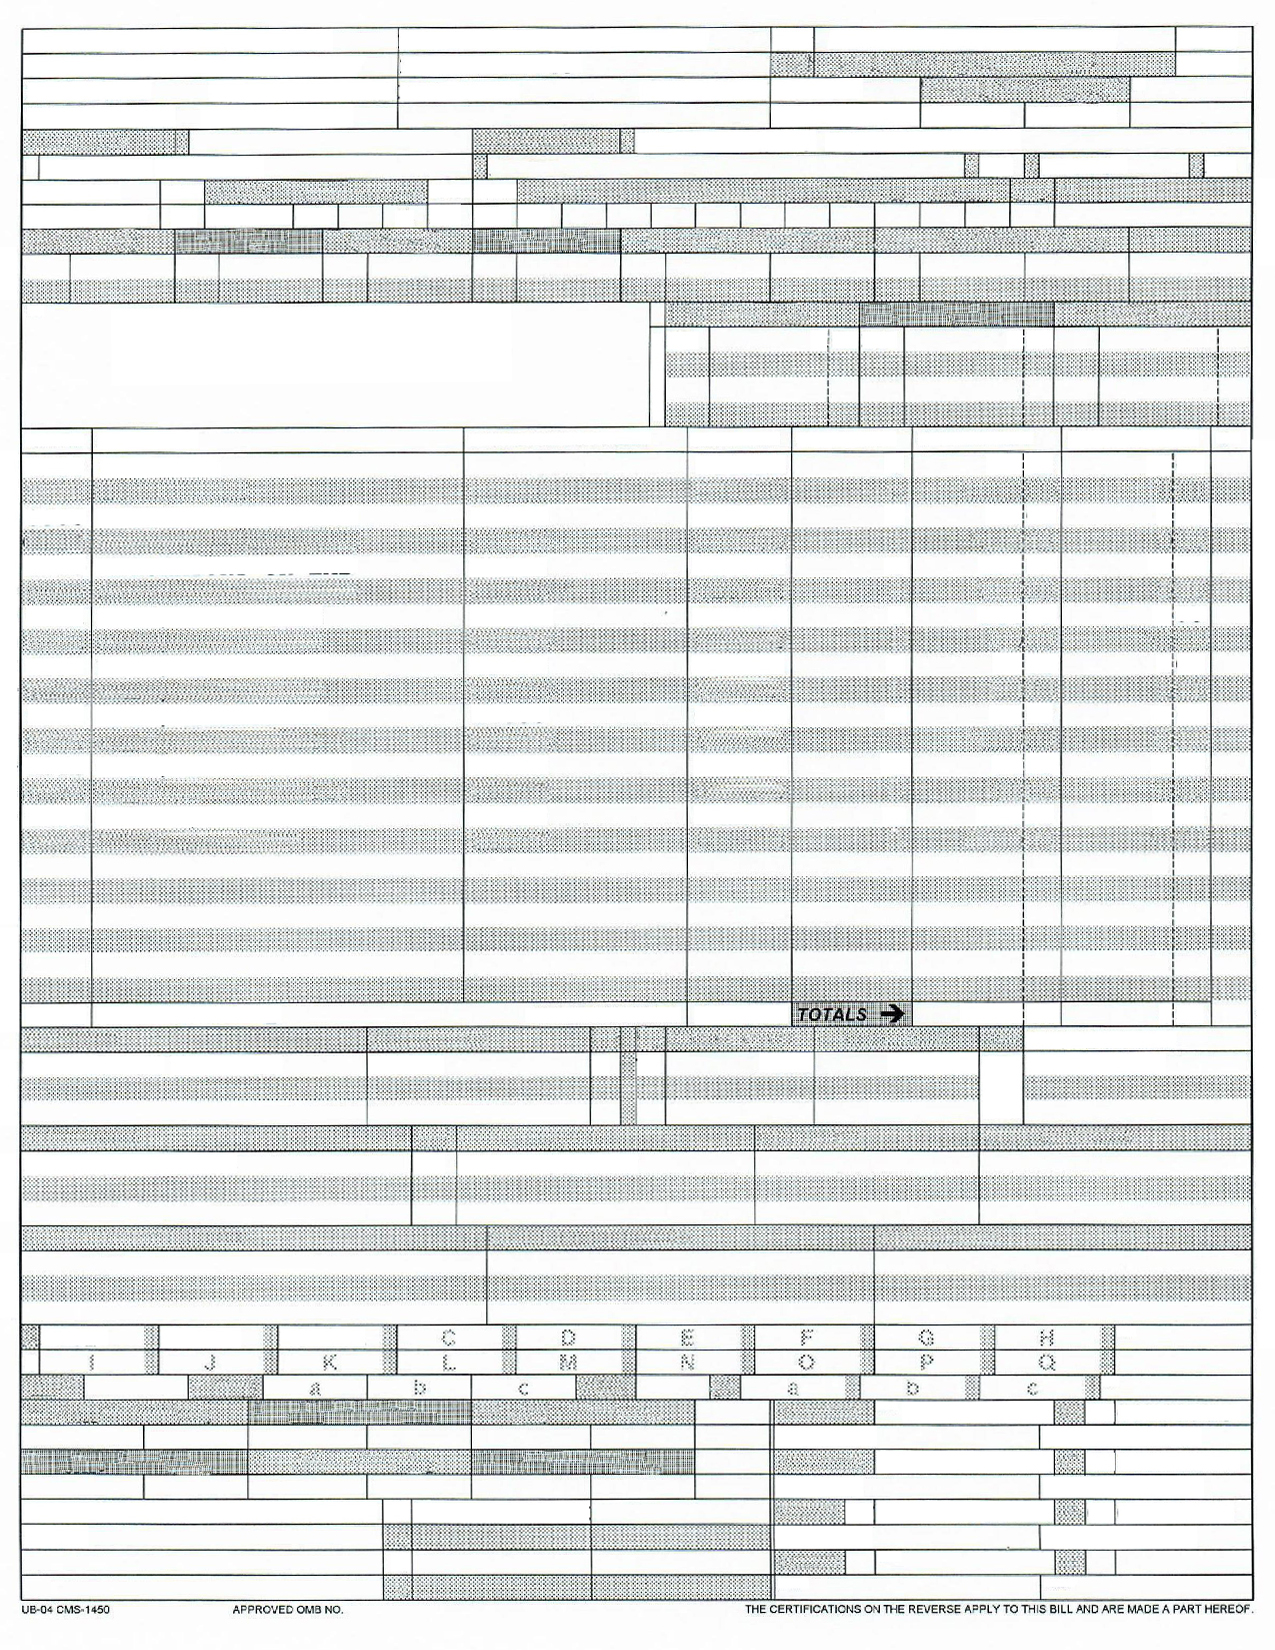 TOTALS →
C D E F G H
I J K L M N O P Q
a b c a b c
UB-04 CMS-1450 APPROVED OMB NO. THE CERTIFICATIONS ON THE REVERSE APPLY TO THIS BILL AND ARE MADE A PART HEREOF.